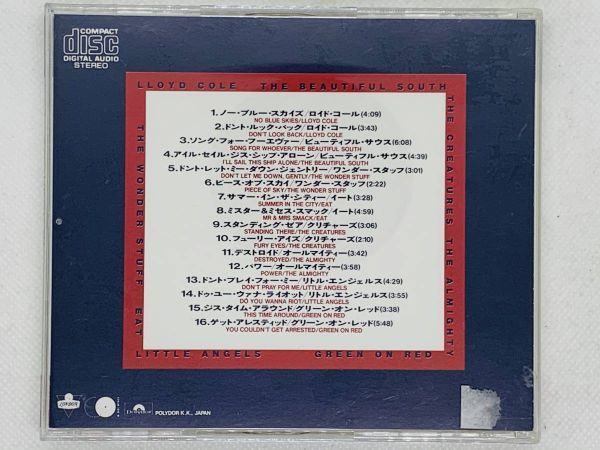 COMPACT
disc
DIGITAL AUDIO
STEREO
LLOYD COLE THE BEAUTIFUL SOUTH
THE CREATURES THE ALMIGHTY
THE WONDER STUFF EAT
LITTLE ANGELS GREEN ON RED
1.ノー・ブルー・スカイズ/ロイド・コール(4:09)
NO BLUE SKIES/LLOYD COLE
2.ドント・ルック・バック/ロイド・コール(3:43)
DON'T LOOK BACK/LLOYD COLE
3.ソング・フォー・フーエヴァー/ビューティフル・サウス(6:08)
SONG FOR WHOEVER/THE BEAUTIFUL SOUTH
4.アイル・セイル・ジス・シップ・アローン/ビューティフル・サウス(4:39)
I'LL SAIL THIS SHIP ALONE/THE BEAUTIFUL SOUTH
5.ドント・レット・ミー・ダウン・ジェントリー/ワンダー・スタッフ(3:01)
DON'T LET ME DOWN, GENTLY/THE WONDER STUFF
6.ピース・オブ・スカイ/ワンダー・スタッフ(2:22)
PIECE OF SKY/THE WONDER STUFF
7.サマー・イン・ザ・シティー/イート(3:28)
SUMMER IN THE CITY/EAT
8.ミスター&ミセス・スマック/イート(4:59)
MR & MRS SMACK/EAT
9.スタンディング・ゼア/クリチャーズ(3:06)
STANDING THERE/THE CREATURES
10.フューリー・アイズ/クリチャーズ(2:10)
FURY EYES/THE CREATURES
11.デストロイド/オールマイティー(3:42)
DESTROYED/THE ALMIGHTY
12.パワー/オールマイティー(3:58)
POWER/THE ALMIGHTY
13.ドント・プレイ・フォー・ミー/リトル・エンジェルス(4:29)
DON'T PRAY FOR ME/LITTLE ANGELS
14.ドゥ・ユー・ウァナ・ライオット/リトル・エンジェルス(3:55)
DO YOU WANNA RIOT/LITTLE ANGELS
15.ジス・タイム・アラウンド/グリーン・オン・レッド(3:38)
THIS TIME AROUND/GREEN ON RED
16.ゲット・アレスティッド/グリーン・オン・レッド(5:48)
YOU COULDN'T GET ARRESTED/GREEN ON RED
LONDON
Polydor
POLYDOR K.K., JAPAN